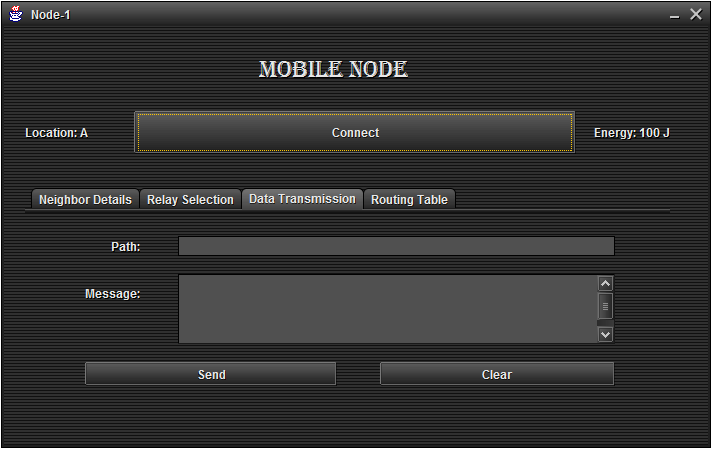 Node-1
MOBILE NODE
Location: A Connect Energy: 100 J
Neighbor Details Relay Selection Data Transmission Routing Table
Path:
Message:
Send Clear